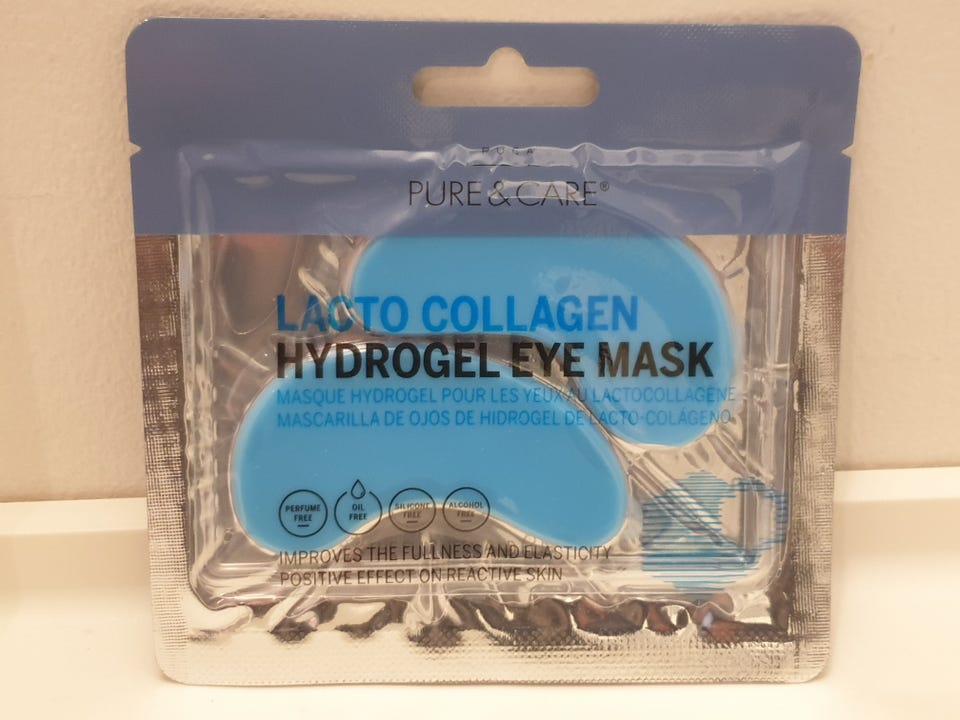 PUCA
PURE & CARE®
LACTO COLLAGEN
HYDROGEL EYE MASK
MASQUE HYDROGEL POUR LES YEUX AU LACTOCOLLAGÈNE
MASCARILLA DE OJOS DE HIDROGEL DE LACTO-COLÁGENO
PERFUME FREE
OIL FREE
SILICONE FREE
ALCOHOL FREE
IMPROVES THE FULLNESS AND ELASTICITY
POSITIVE EFFECT ON REACTIVE SKIN